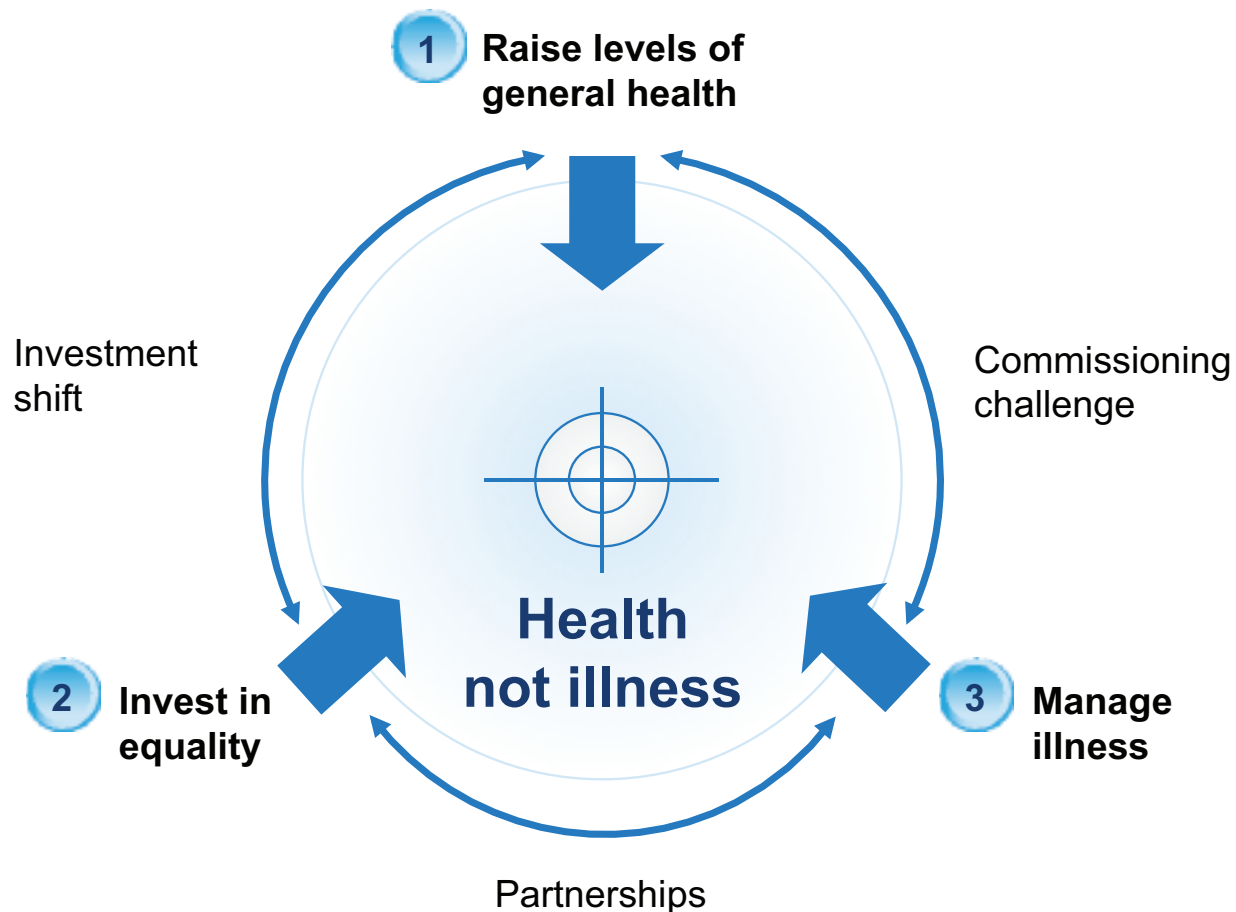 1
Raise levels of
general health
Investment
shift
Commissioning
challenge
Health
not illness
2
Invest in
equality
3
Manage
illness
Partnerships